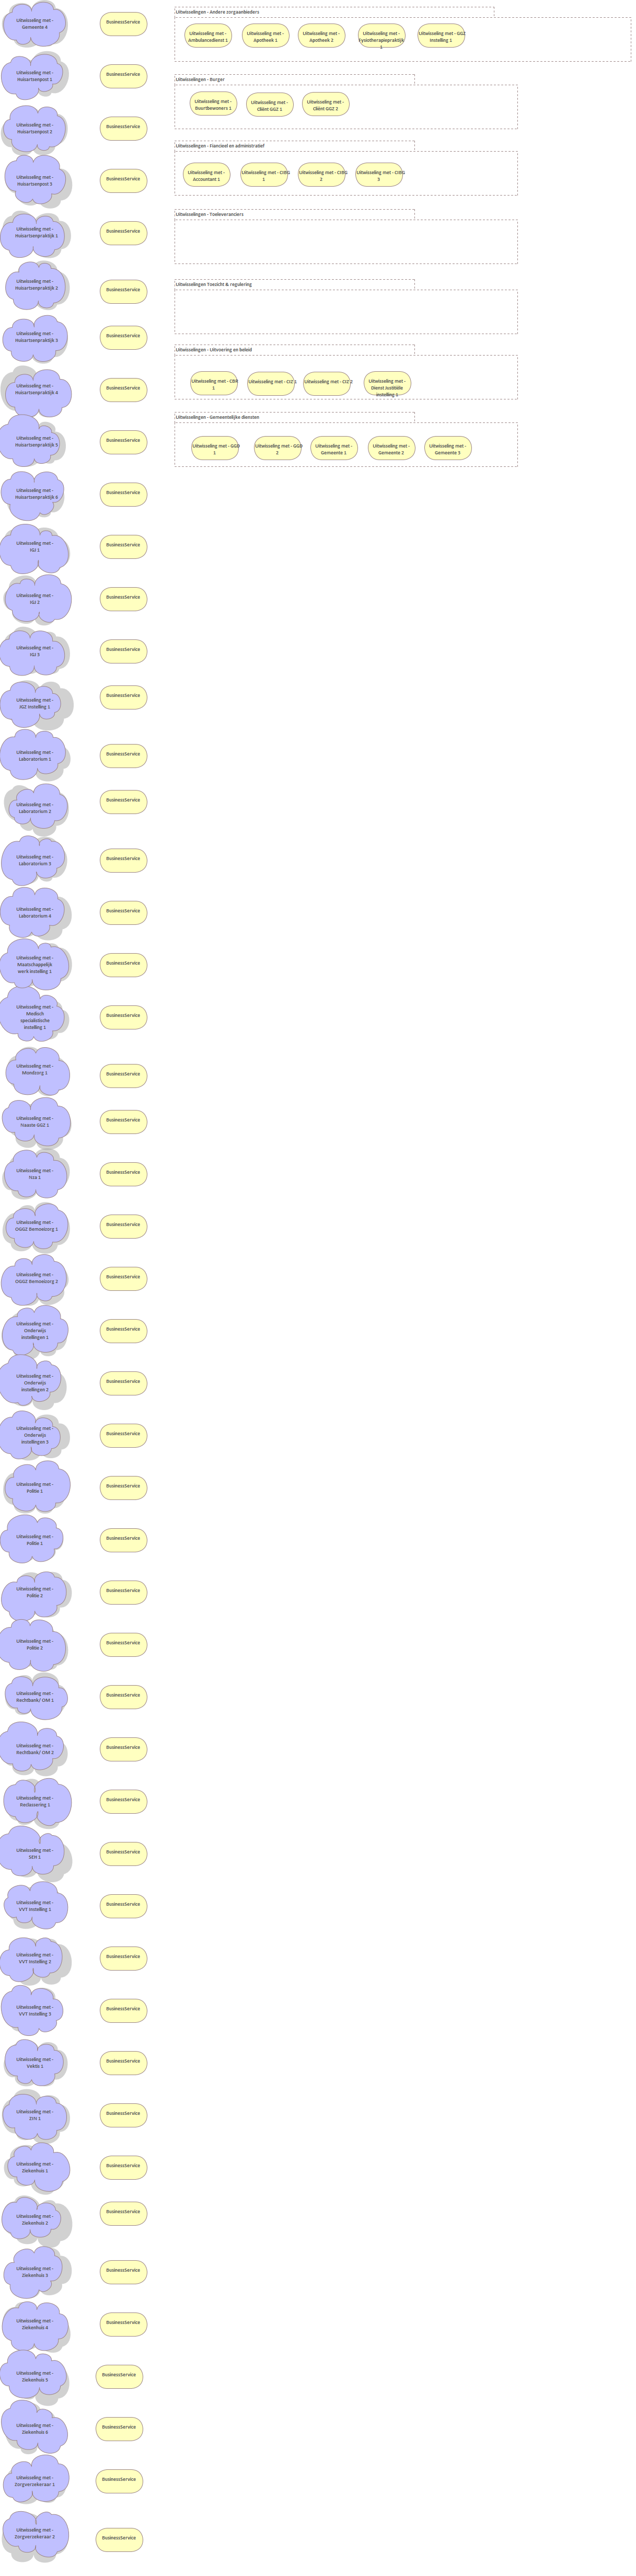 Uitwisseling met -
Gemeente 4
BusinessService
Uitwisseling met -
Huisartsenpost 1
BusinessService
Uitwisseling met -
Huisartsenpost 2
BusinessService
Uitwisseling met -
Huisartsenpost 3
BusinessService
Uitwisseling met -
Huisartsenpraktijk 1
BusinessService
Uitwisseling met -
Huisartsenpraktijk 2
BusinessService
Uitwisseling met -
Huisartsenpraktijk 3
BusinessService
Uitwisseling met -
Huisartsenpraktijk 4
BusinessService
Uitwisseling met -
Huisartsenpraktijk 5
BusinessService
Uitwisseling met -
Huisartsenpraktijk 6
BusinessService
Uitwisseling met -
IGJ 1
BusinessService
Uitwisseling met -
IGJ 2
BusinessService
Uitwisseling met -
IGJ 3
BusinessService
Uitwisseling met -
JGZ Instelling 1
BusinessService
Uitwisseling met -
Laboratorium 1
BusinessService
Uitwisseling met -
Laboratorium 2
BusinessService
Uitwisseling met -
Laboratorium 3
BusinessService
Uitwisseling met -
Laboratorium 4
BusinessService
Uitwisseling met -
Maatschappelijk
werk instelling 1
BusinessService
Uitwisseling met -
Medisch
specialistische
instelling 1
BusinessService
Uitwisseling met -
Mondzorg 1
BusinessService
Uitwisseling met -
Naaste GGZ 1
BusinessService
Uitwisseling met -
Nza 1
BusinessService
Uitwisseling met -
OGGZ Bemoeizorg 1
BusinessService
Uitwisseling met -
OGGZ Bemoeizorg 2
BusinessService
Uitwisseling met -
Onderwijs
instellingen 1
BusinessService
Uitwisseling met -
Onderwijs
instellingen 2
BusinessService
Uitwisseling met -
Onderwijs
instellingen 3
BusinessService
Uitwisseling met -
Politie 1
BusinessService
Uitwisseling met -
Politie 1
BusinessService
Uitwisseling met -
Politie 2
BusinessService
Uitwisseling met -
Politie 2
BusinessService
Uitwisseling met -
Rechtbank/ OM 1
BusinessService
Uitwisseling met -
Rechtbank/ OM 2
BusinessService
Uitwisseling met -
Reclassering 1
BusinessService
Uitwisseling met -
SEH 1
BusinessService
Uitwisseling met -
VVT Instelling 1
BusinessService
Uitwisseling met -
VVT Instelling 2
BusinessService
Uitwisseling met -
VVT Instelling 3
BusinessService
Uitwisseling met -
Vektis 1
BusinessService
Uitwisseling met -
ZIN 1
BusinessService
Uitwisseling met -
Ziekenhuis 1
BusinessService
Uitwisseling met -
Ziekenhuis 2
BusinessService
Uitwisseling met -
Ziekenhuis 3
BusinessService
Uitwisseling met -
Ziekenhuis 4
BusinessService
Uitwisseling met -
Ziekenhuis 5
BusinessService
Uitwisseling met -
Ziekenhuis 6
BusinessService
Uitwisseling met -
Zorgverzekeraar 1
BusinessService
Uitwisseling met -
Zorgverzekeraar 2
BusinessService
Uitwisselingen - Andere zorgaanbieders
Uitwisseling met -
Ambulancedienst 1
Uitwisseling met -
Apotheek 1
Uitwisseling met -
Apotheek 2
Uitwisseling met -
Fysiotherapiepraktijk
1
Uitwisseling met - GGZ
Instelling 1
Uitwisselingen - Burger
Uitwisseling met -
Buurtbewoners 1
Uitwisseling met -
Cliënt GGZ 1
Uitwisseling met -
Cliënt GGZ 2
Uitwisselingen - Fiancieel en administratief
Uitwisseling met -
Accountant 1
Uitwisseling met - CIBG
1
Uitwisseling met - CIBG
2
Uitwisseling met - CIBG
3
Uitwisselingen - Toeleveranciers
Uitwisselingen Toezicht & regulering
Uitwisselingen - Uitvoering en beleid
Uitwisseling met - CBR
1
Uitwisseling met - CIZ 1
Uitwisseling met - CIZ 2
Uitwisseling met -
Dienst Justitiële
Instelling 1
Uitwisselingen - Gemeentelijke diensten
Uitwisseling met - GGD
1
Uitwisseling met - GGD
2
Uitwisseling met -
Gemeente 1
Uitwisseling met -
Gemeente 2
Uitwisseling met -
Gemeente 3